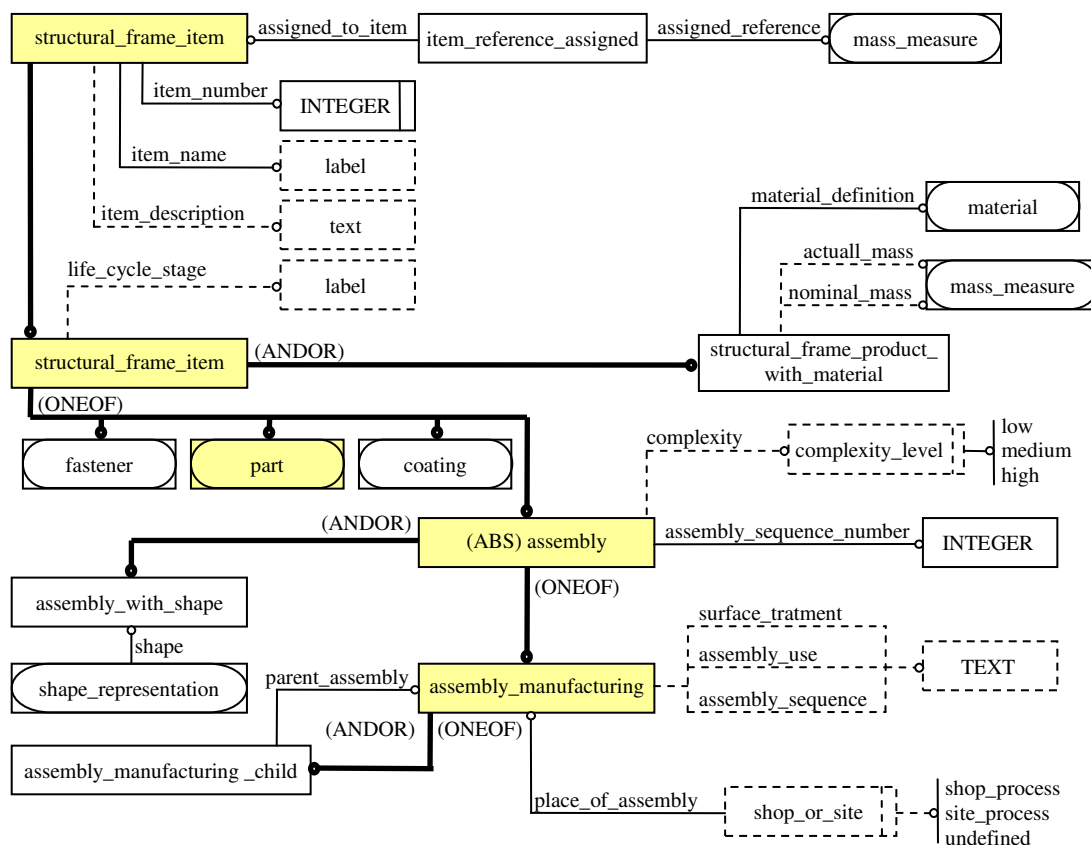 structural_frame_item
assigned_to_item
item_reference_assigned
assigned_reference
mass_measure
item_number
INTEGER
item_name
label
item_description
text
life_cycle_stage
label
material_definition
material
actuall_mass
nominal_mass
mass_measure
structural_frame_item
(ANDOR)
structural_frame_product_
with_material
(ONEOF)
fastener
part
coating
complexity
complexity_level
low
medium
high
(ANDOR)
(ABS) assembly
assembly_sequence_number
INTEGER
(ONEOF)
assembly_with_shape
shape
shape_representation
surface_tratment
assembly_use
assembly_sequence
TEXT
parent_assembly
assembly_manufacturing
(ANDOR)
(ONEOF)
assembly_manufacturing _child
place_of_assembly
shop_or_site
shop_process
site_process
undefined